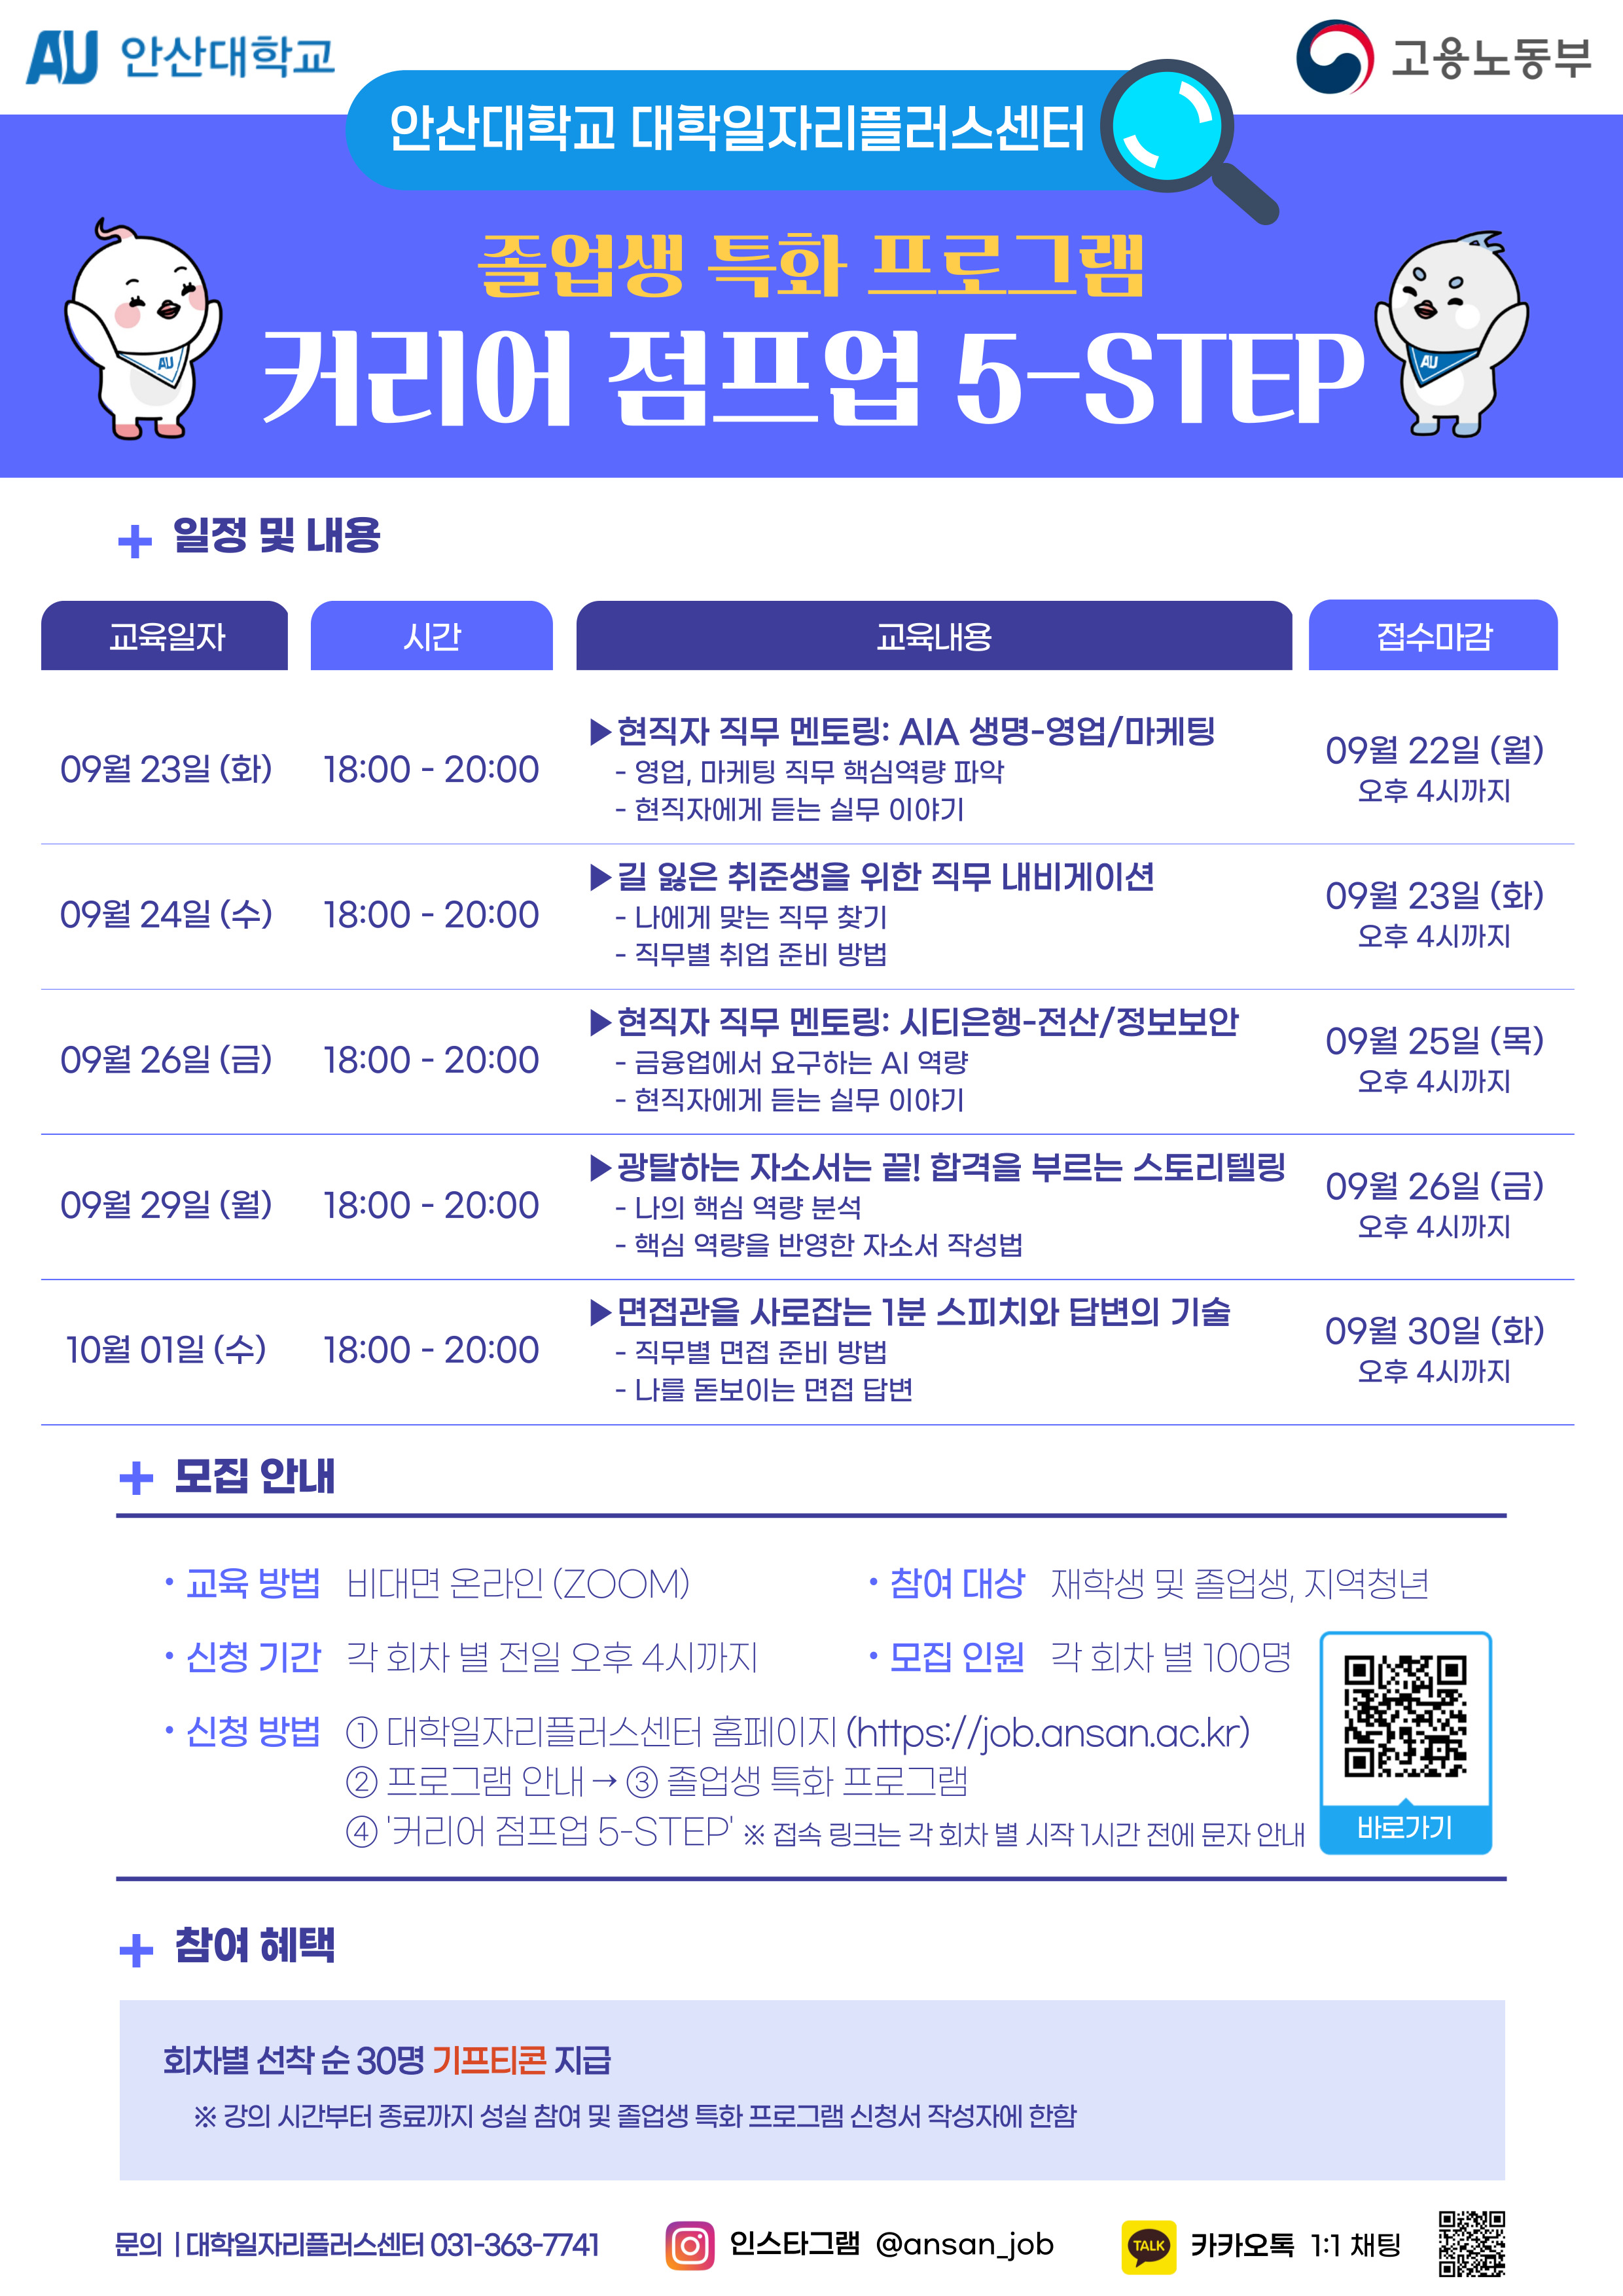 AU 안산대학교
고용노동부
안산대학교 대학일자리플러스센터
졸업생 특화 프로그램
커리어 점프업 5-STEP
AU
AU
+ 일정 및 내용
교육일자 시간 교육내용 접수마감
09월 23일 (화) 18:00 - 20:00
▶현직자 직무 멘토링: AIA 생명-영업/마케팅
- 영업, 마케팅 직무 핵심역량 파악
- 현직자에게 듣는 실무 이야기
09월 22일 (월)
오후 4시까지
09월 24일 (수) 18:00 - 20:00
▶길 잃은 취준생을 위한 직무 내비게이션
- 나에게 맞는 직무 찾기
- 직무별 취업 준비 방법
09월 23일 (화)
오후 4시까지
09월 26일 (금) 18:00 - 20:00
▶현직자 직무 멘토링: 시티은행-전산/정보보안
- 금융업에서 요구하는 AI 역량
- 현직자에게 듣는 실무 이야기
09월 25일 (목)
오후 4시까지
09월 29일 (월) 18:00 - 20:00
▶광탈하는 자소서는 끝! 합격을 부르는 스토리텔링
- 나의 핵심 역량 분석
- 핵심 역량을 반영한 자소서 작성법
09월 26일 (금)
오후 4시까지
10월 01일 (수) 18:00 - 20:00
▶면접관을 사로잡는 1분 스피치와 답변의 기술
- 직무별 면접 준비 방법
- 나를 돋보이는 면접 답변
09월 30일 (화)
오후 4시까지
+ 모집 안내
• 교육 방법 비대면 온라인 (ZOOM)
• 참여 대상 재학생 및 졸업생, 지역청년
• 신청 기간 각 회차 별 전일 오후 4시까지
• 모집 인원 각 회차 별 100명
• 신청 방법 ① 대학일자리플러스센터 홈페이지 (https://job.ansan.ac.kr)
② 프로그램 안내 → ③ 졸업생 특화 프로그램
④ '커리어 점프업 5-STEP' ※ 접속 링크는 각 회차 별 시작 1시간 전에 문자 안내
바로가기
+ 참여 혜택
회차별 선착 순 30명 기프티콘 지급
※ 강의 시간부터 종료까지 성실 참여 및 졸업생 특화 프로그램 신청서 작성자에 한함
문의 | 대학일자리플러스센터 031-363-7741
인스타그램 @ansan_job
TALK 카카오톡 1:1 채팅